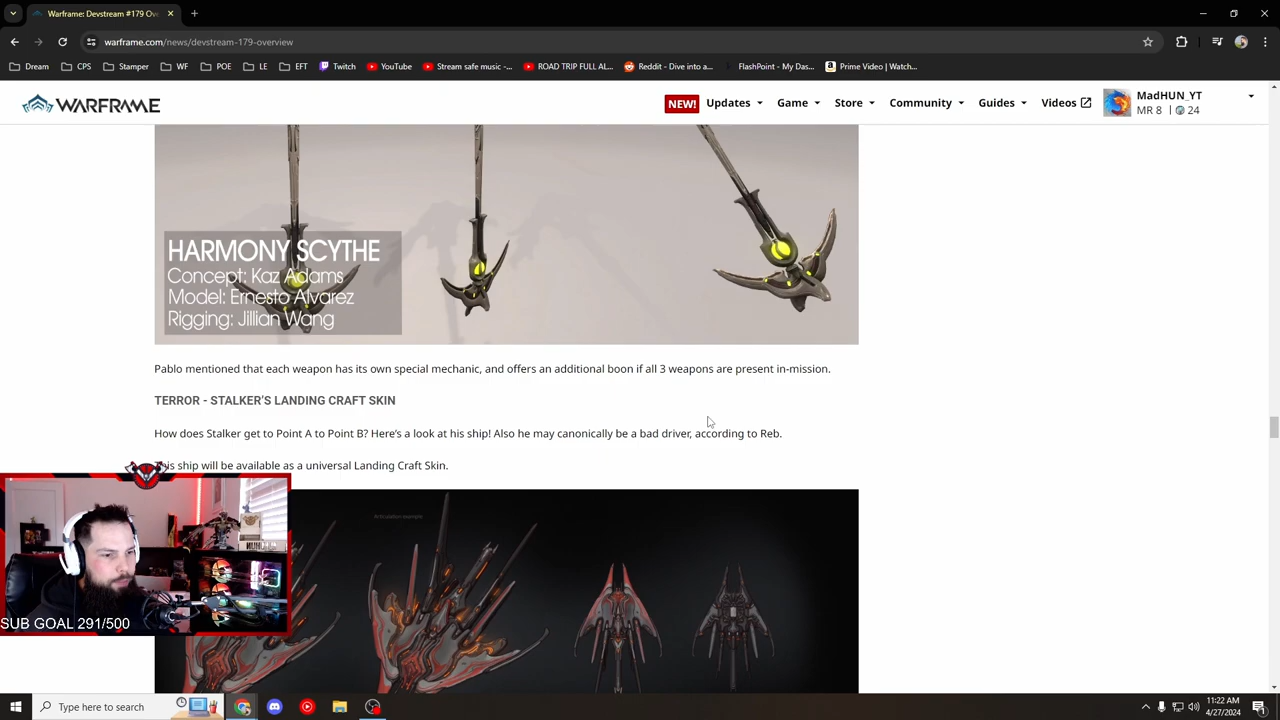 Warframe: Devstream #179 Ov
warframe.com/news/devstream-179-overview
Dream CPS Stamper WF POE LE EFT Twitch YouTube Stream safe music -... ROAD TRIP FULL AL... Reddit - Dive into a... FlashPoint - My Das... Prime Video | Watch...
WARFRAME
NEW! Updates Game Store Community Guides Videos
MadHUN_YT
MR 8 | 24
HARMONY SCYTHE
Concept: Kaz Adams
Model: Ernesto Alvarez
Rigging: Jillian Wang
Pablo mentioned that each weapon has its own special mechanic, and offers an additional boon if all 3 weapons are present in-mission.
TERROR - STALKER'S LANDING CRAFT SKIN
How does Stalker get to Point A to Point B? Here's a look at his ship! Also he may canonically be a bad driver, according to Reb.
his ship will be available as a universal Landing Craft Skin.
Articulation example
SUB GOAL 291/500
Type here to search
11:22 AM
4/27/2024